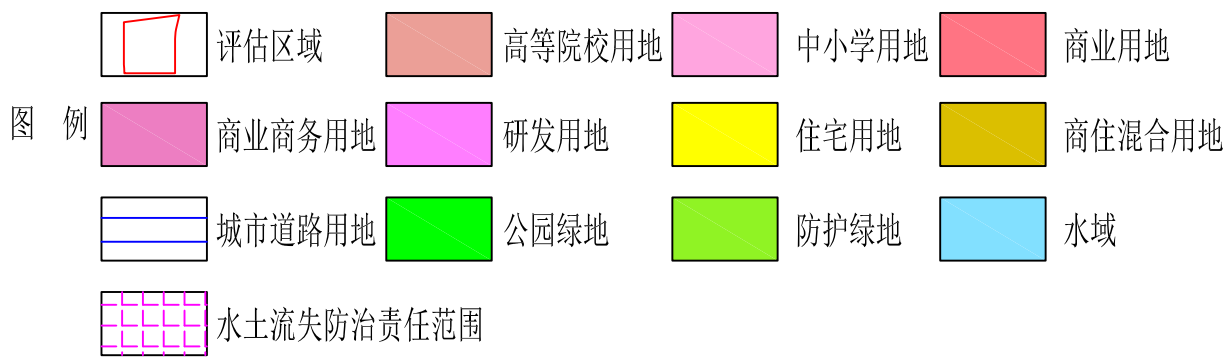 评估区域 高等院校用地 中小学用地 商业用地
图 例
商业商务用地 研发用地 住宅用地 商住混合用地
城市道路用地 公园绿地 防护绿地 水域
水土流失防治责任范围